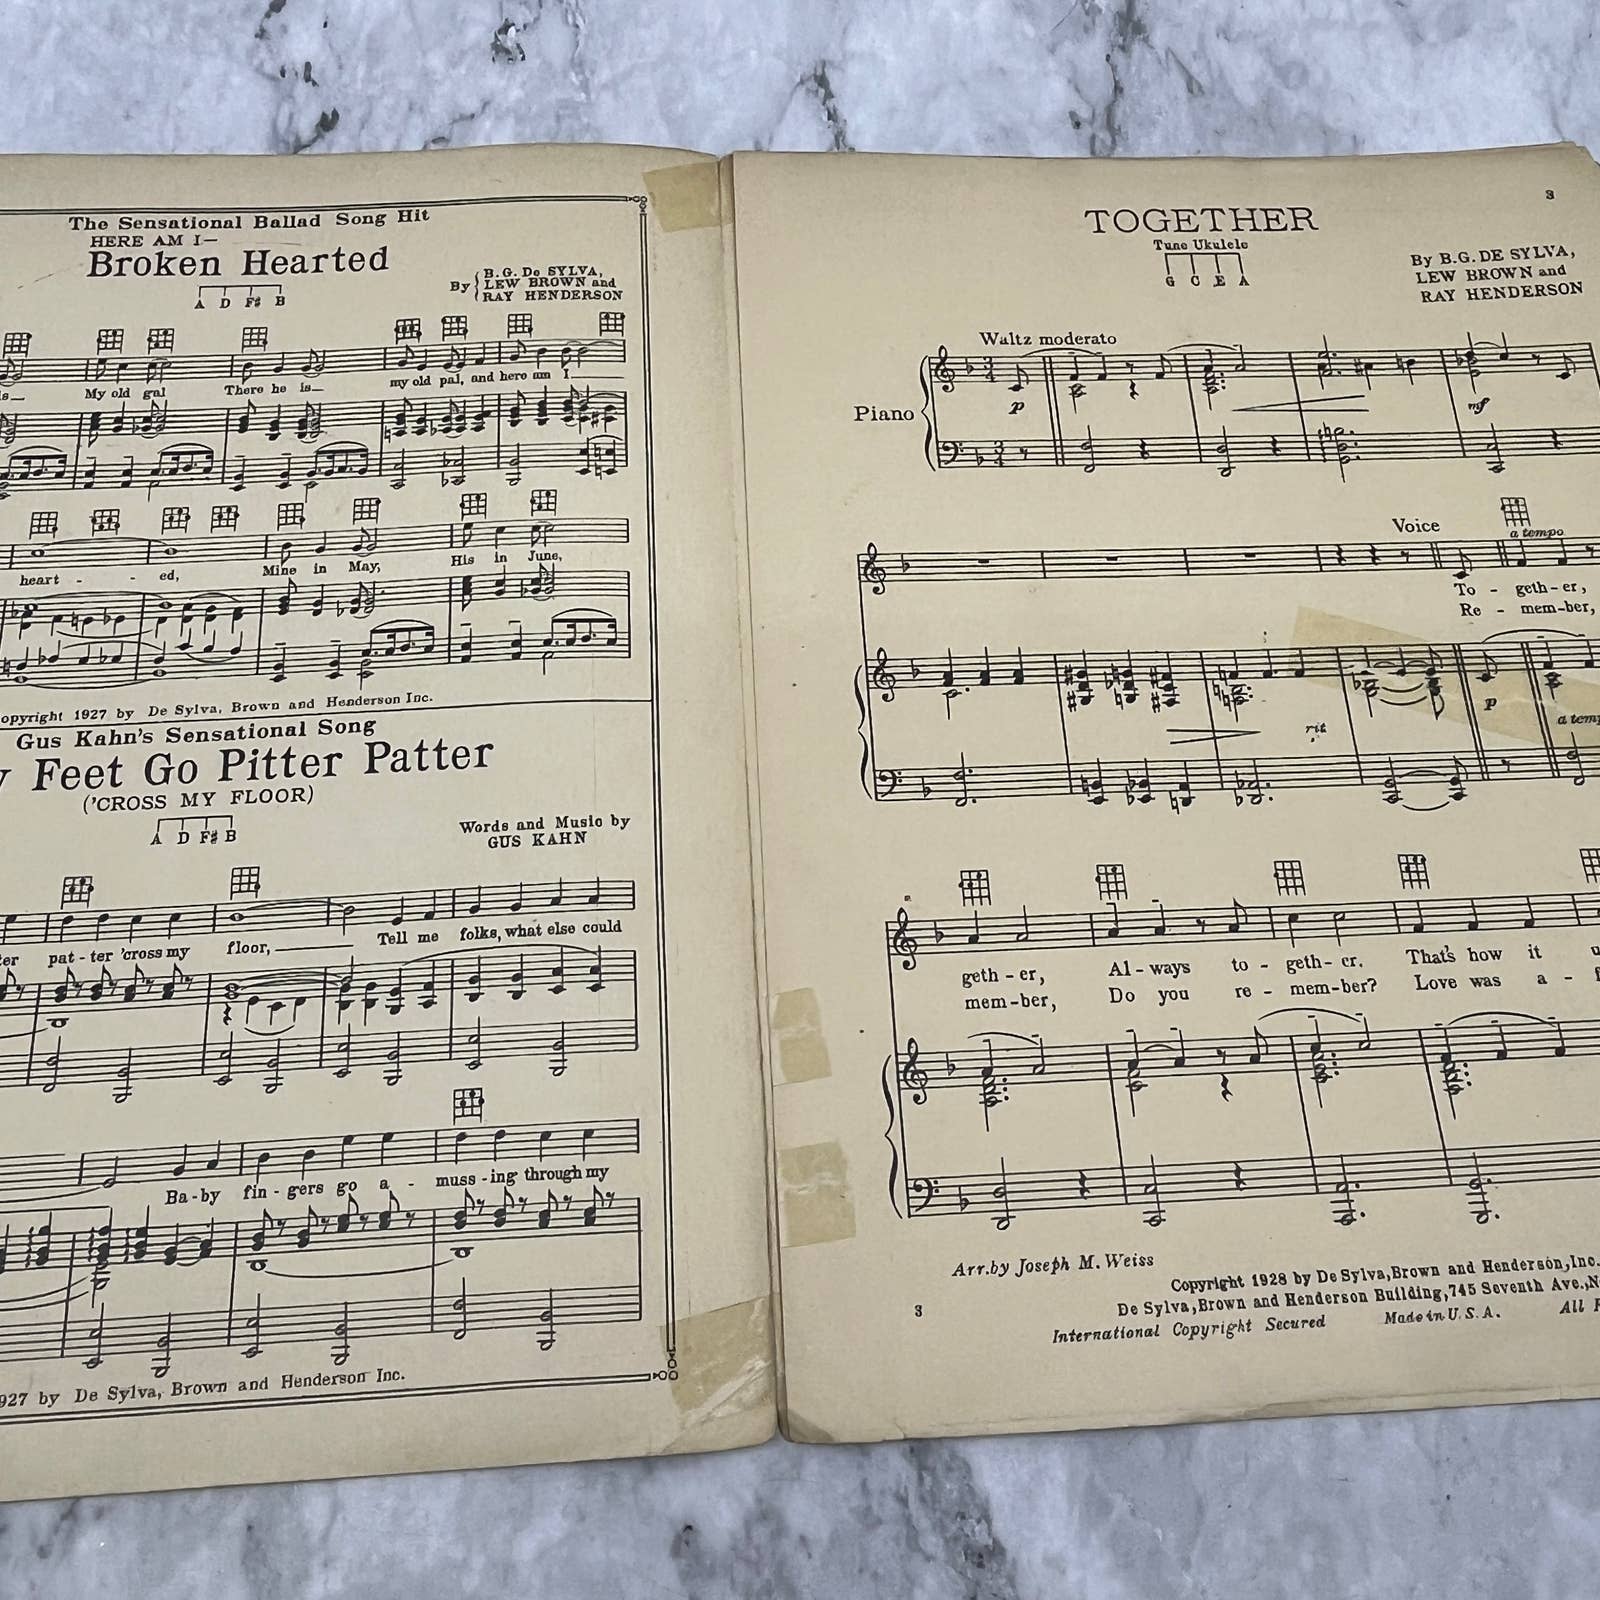 The Sensational Ballad Song Hit
HERE AM I—
Broken Hearted
A D F# B
By B.G. De SYLVA,
LEW BROWN and
RAY HENDERSON
My old gal There he is my old pal, and here am I
heart - - ed, Mine in May, His in June,
opyright 1927 by De Sylva, Brown and Henderson Inc.
Gus Kahn's Sensational Song
Feet Go Pitter Patter
('CROSS MY FLOOR)
A D F# B
Words and Music by
GUS KAHN
ter pat - ter 'cross my floor, Tell me folks, what else could
Ba - by fin - gers go a - muss - ing through my
927 by De Sylva, Brown and Henderson Inc.
3
TOGETHER
Tune Ukulele
G C E A
By B.G. DE SYLVA,
LEW BROWN and
RAY HENDERSON
Waltz moderato
Piano
p
mf
Voice
a tempo
To - geth - er,
Re - mem - ber,
rit
p
a temp
geth - er, Al - ways to - geth - er. That's how it u
mem - ber, Do you re - mem - ber? Love was a - f
Arr. by Joseph M. Weiss
Copyright 1928 by De Sylva, Brown and Henderson, Inc.
3 De Sylva, Brown and Henderson Building, 745 Seventh Ave., N
International Copyright Secured Made in U.S.A. All R